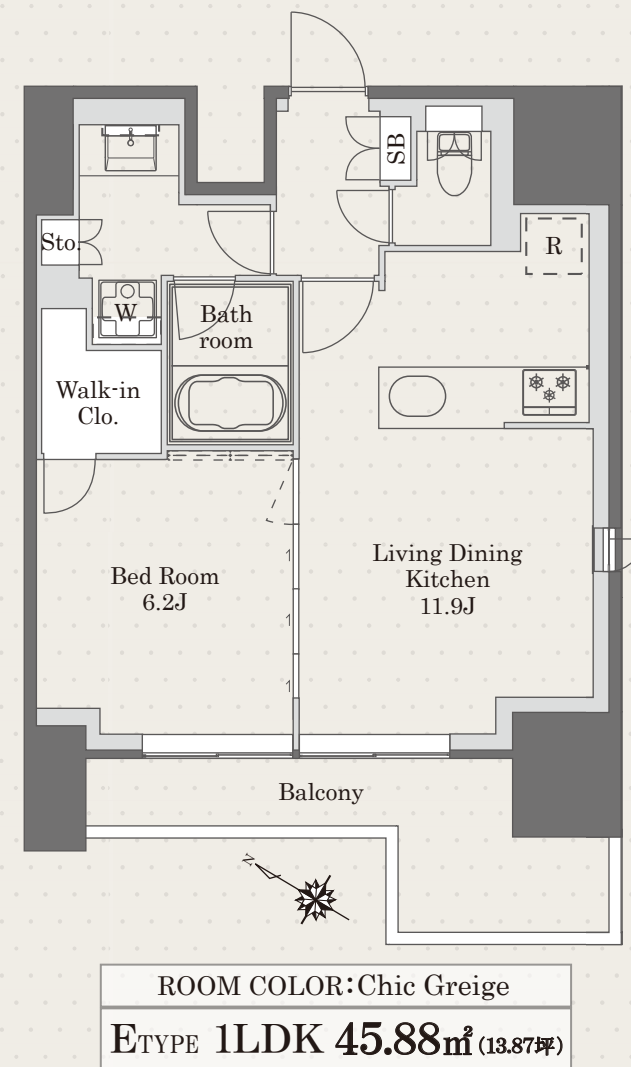 SB
Sto.
R
W
Bath
room
Walk-in
Clo.
Living Dining
Kitchen
11.9J
Bed Room
6.2J
Balcony
N
ROOM COLOR:Chic Greige
ETYPE 1LDK 45.88㎡(13.87坪)